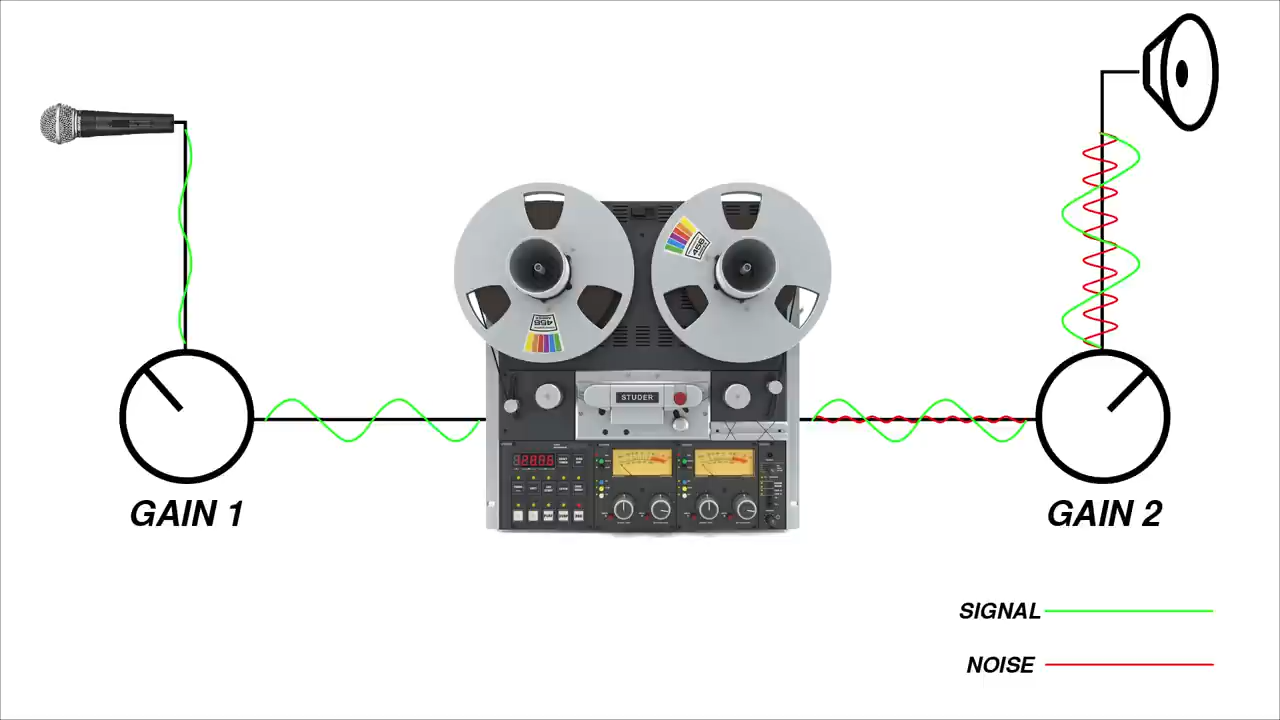 456
456
STUDER
GAIN 1
GAIN 2
SIGNAL
NOISE